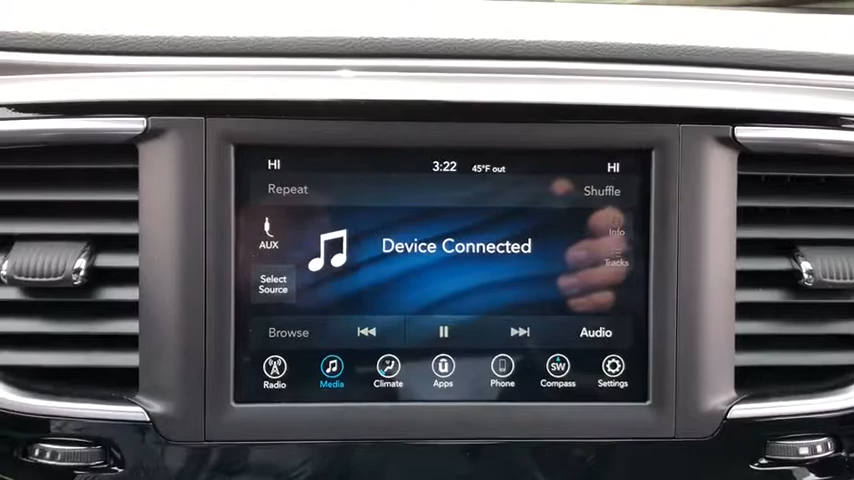 HI 3:22 45°F out HI
Repeat Shuffle
AUX
Info
Device Connected
Tracks
Select
Source
Browse Audio
Radio Media Climate Apps Phone SW Compass Settings